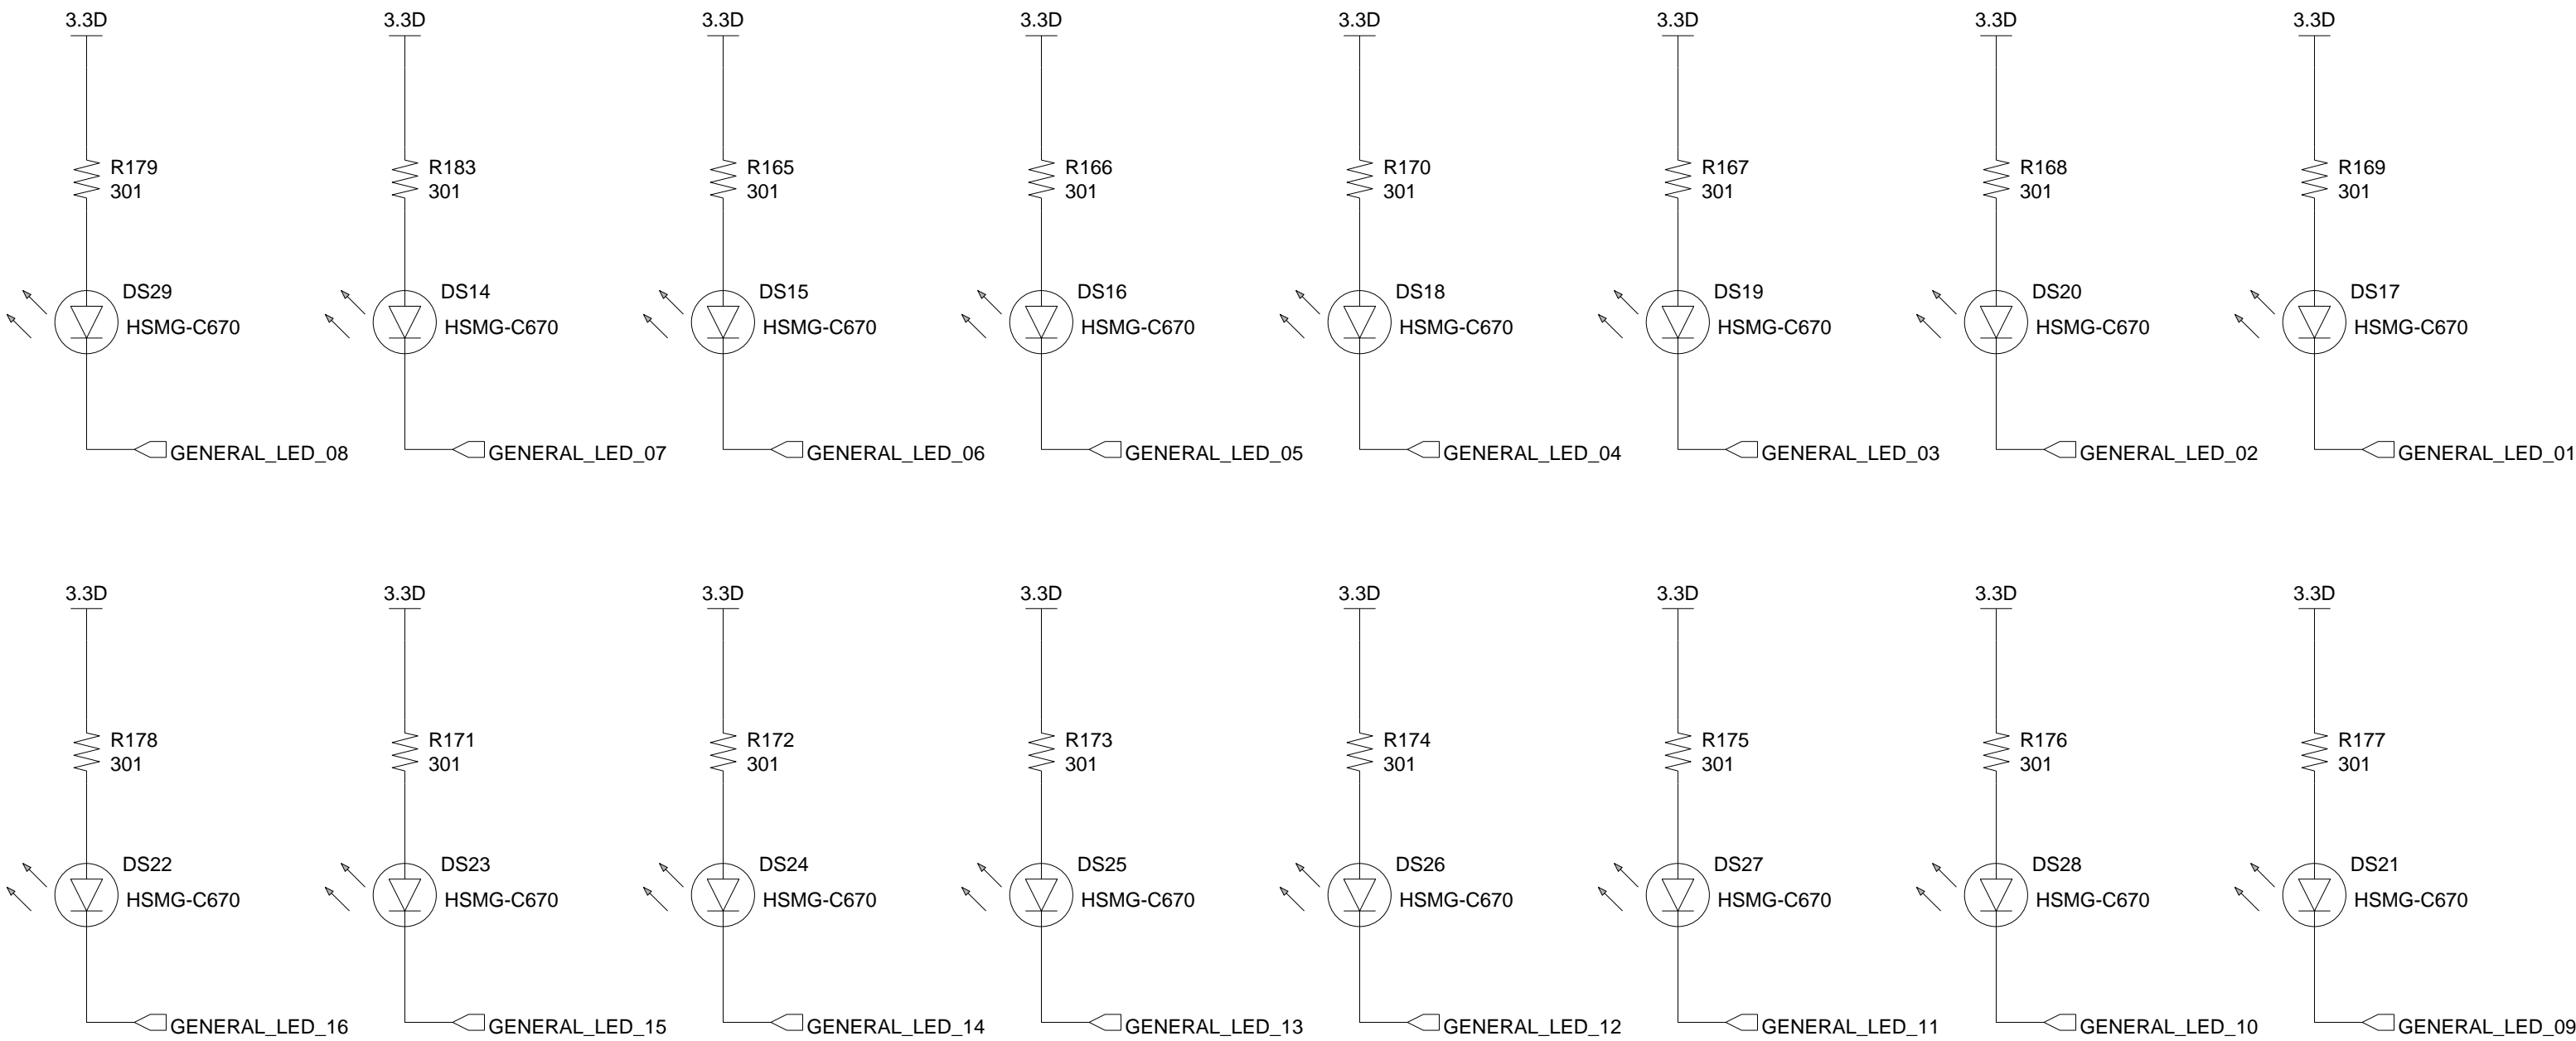 3.3D 3.3D 3.3D 3.3D 3.3D 3.3D 3.3D 3.3D
R179 R183 R165 R166 R170 R167 R168 R169
301 301 301 301 301 301 301 301
DS29 DS14 DS15 DS16 DS18 DS19 DS20 DS17
HSMG-C670 HSMG-C670 HSMG-C670 HSMG-C670 HSMG-C670 HSMG-C670 HSMG-C670 HSMG-C670
GENERAL_LED_08 GENERAL_LED_07 GENERAL_LED_06 GENERAL_LED_05 GENERAL_LED_04 GENERAL_LED_03 GENERAL_LED_02 GENERAL_LED_01
3.3D 3.3D 3.3D 3.3D 3.3D 3.3D 3.3D 3.3D
R178 R171 R172 R173 R174 R175 R176 R177
301 301 301 301 301 301 301 301
DS22 DS23 DS24 DS25 DS26 DS27 DS28 DS21
HSMG-C670 HSMG-C670 HSMG-C670 HSMG-C670 HSMG-C670 HSMG-C670 HSMG-C670 HSMG-C670
GENERAL_LED_16 GENERAL_LED_15 GENERAL_LED_14 GENERAL_LED_13 GENERAL_LED_12 GENERAL_LED_11 GENERAL_LED_10 GENERAL_LED_09